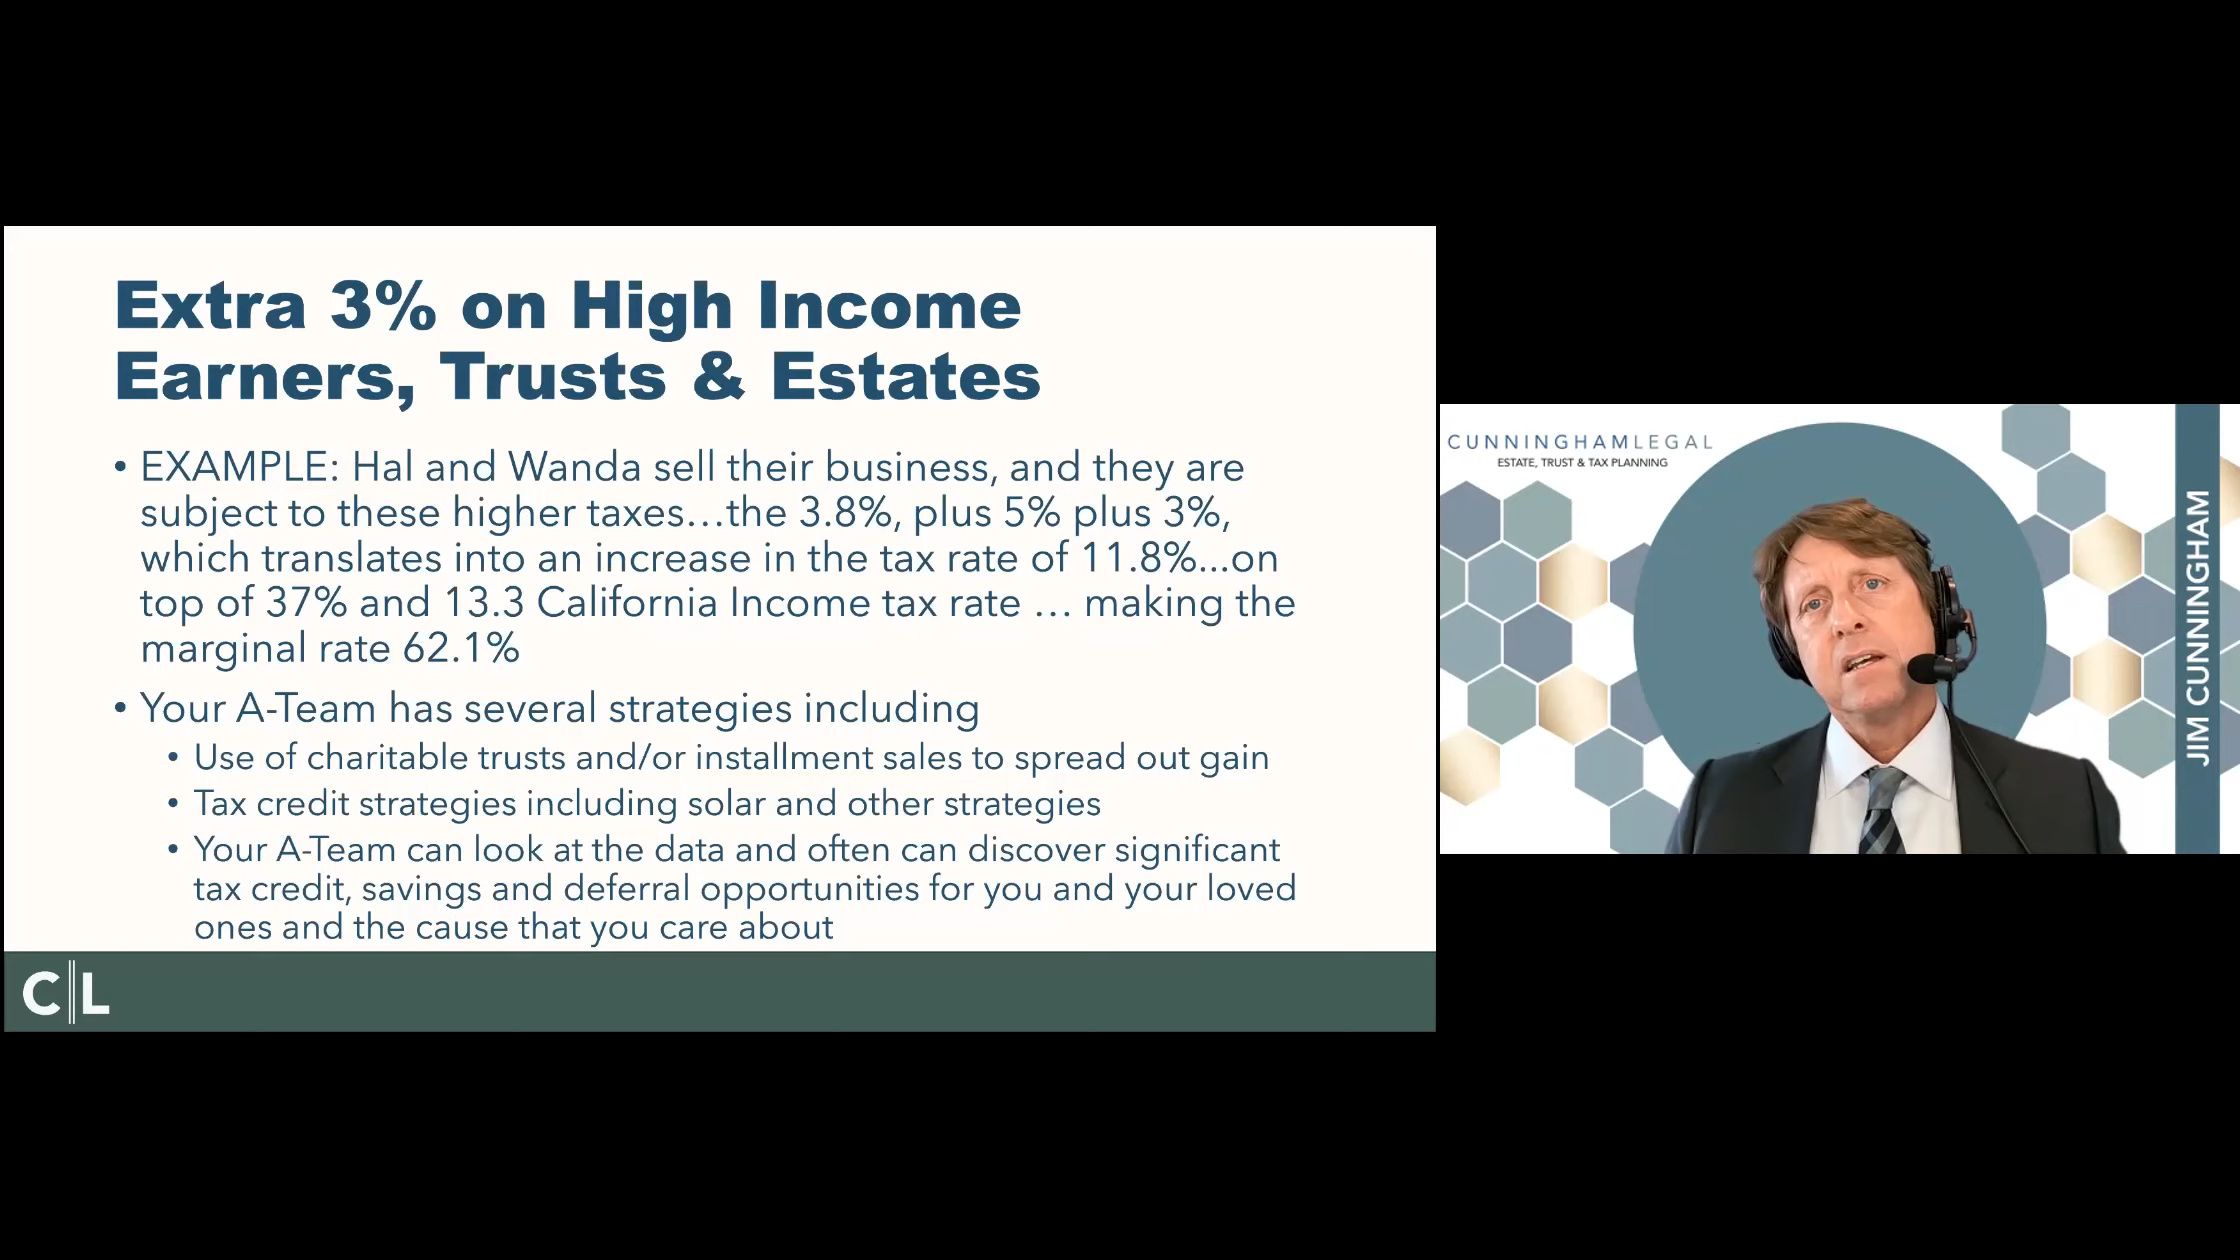 Extra 3% on High Income
Earners, Trusts & Estates
• EXAMPLE: Hal and Wanda sell their business, and they are
subject to these higher taxes…the 3.8%, plus 5% plus 3%,
which translates into an increase in the tax rate of 11.8%...on
top of 37% and 13.3 California Income tax rate … making the
marginal rate 62.1%
• Your A-Team has several strategies including
• Use of charitable trusts and/or installment sales to spread out gain
• Tax credit strategies including solar and other strategies
• Your A-Team can look at the data and often can discover significant
tax credit, savings and deferral opportunities for you and your loved
ones and the cause that you care about
C||L
CUNNINGHAMLEGAL
ESTATE, TRUST & TAX PLANNING
JIM CUNNINGHAM